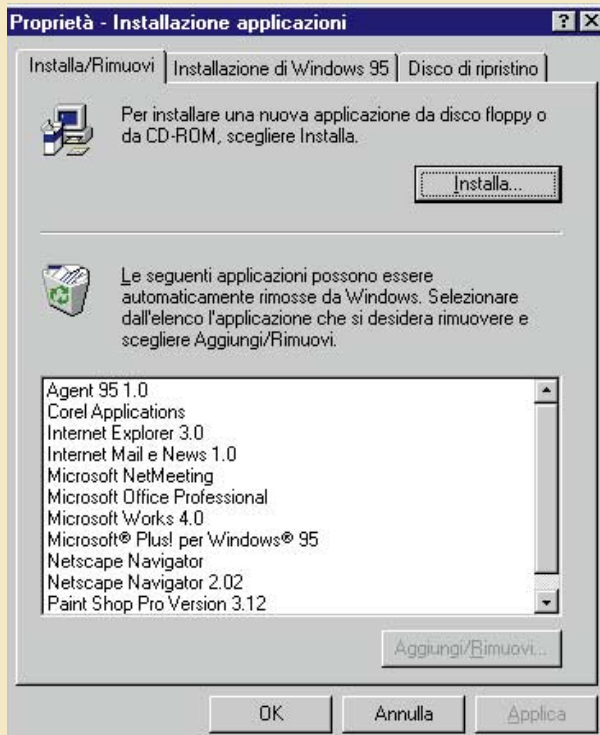 Proprietà - Installazione applicazioni
Installa/Rimuovi
Installazione di Windows 95
Disco di ripristino
Per installare una nuova applicazione da disco floppy o
da CD-ROM, scegliere Installa.
Installa...
Le seguenti applicazioni possono essere
automaticamente rimosse da Windows. Selezionare
dall'elenco l'applicazione che si desidera rimuovere e
scegliere Aggiungi/Rimuovi.
Agent 95 1.0
Corel Applications
Internet Explorer 3.0
Internet Mail e News 1.0
Microsoft NetMeeting
Microsoft Office Professional
Microsoft Works 4.0
Microsoft® Plus! per Windows® 95
Netscape Navigator
Netscape Navigator 2.02
Paint Shop Pro Version 3.12
Aggiungi/Rimuovi...
OK
Annulla
Applica